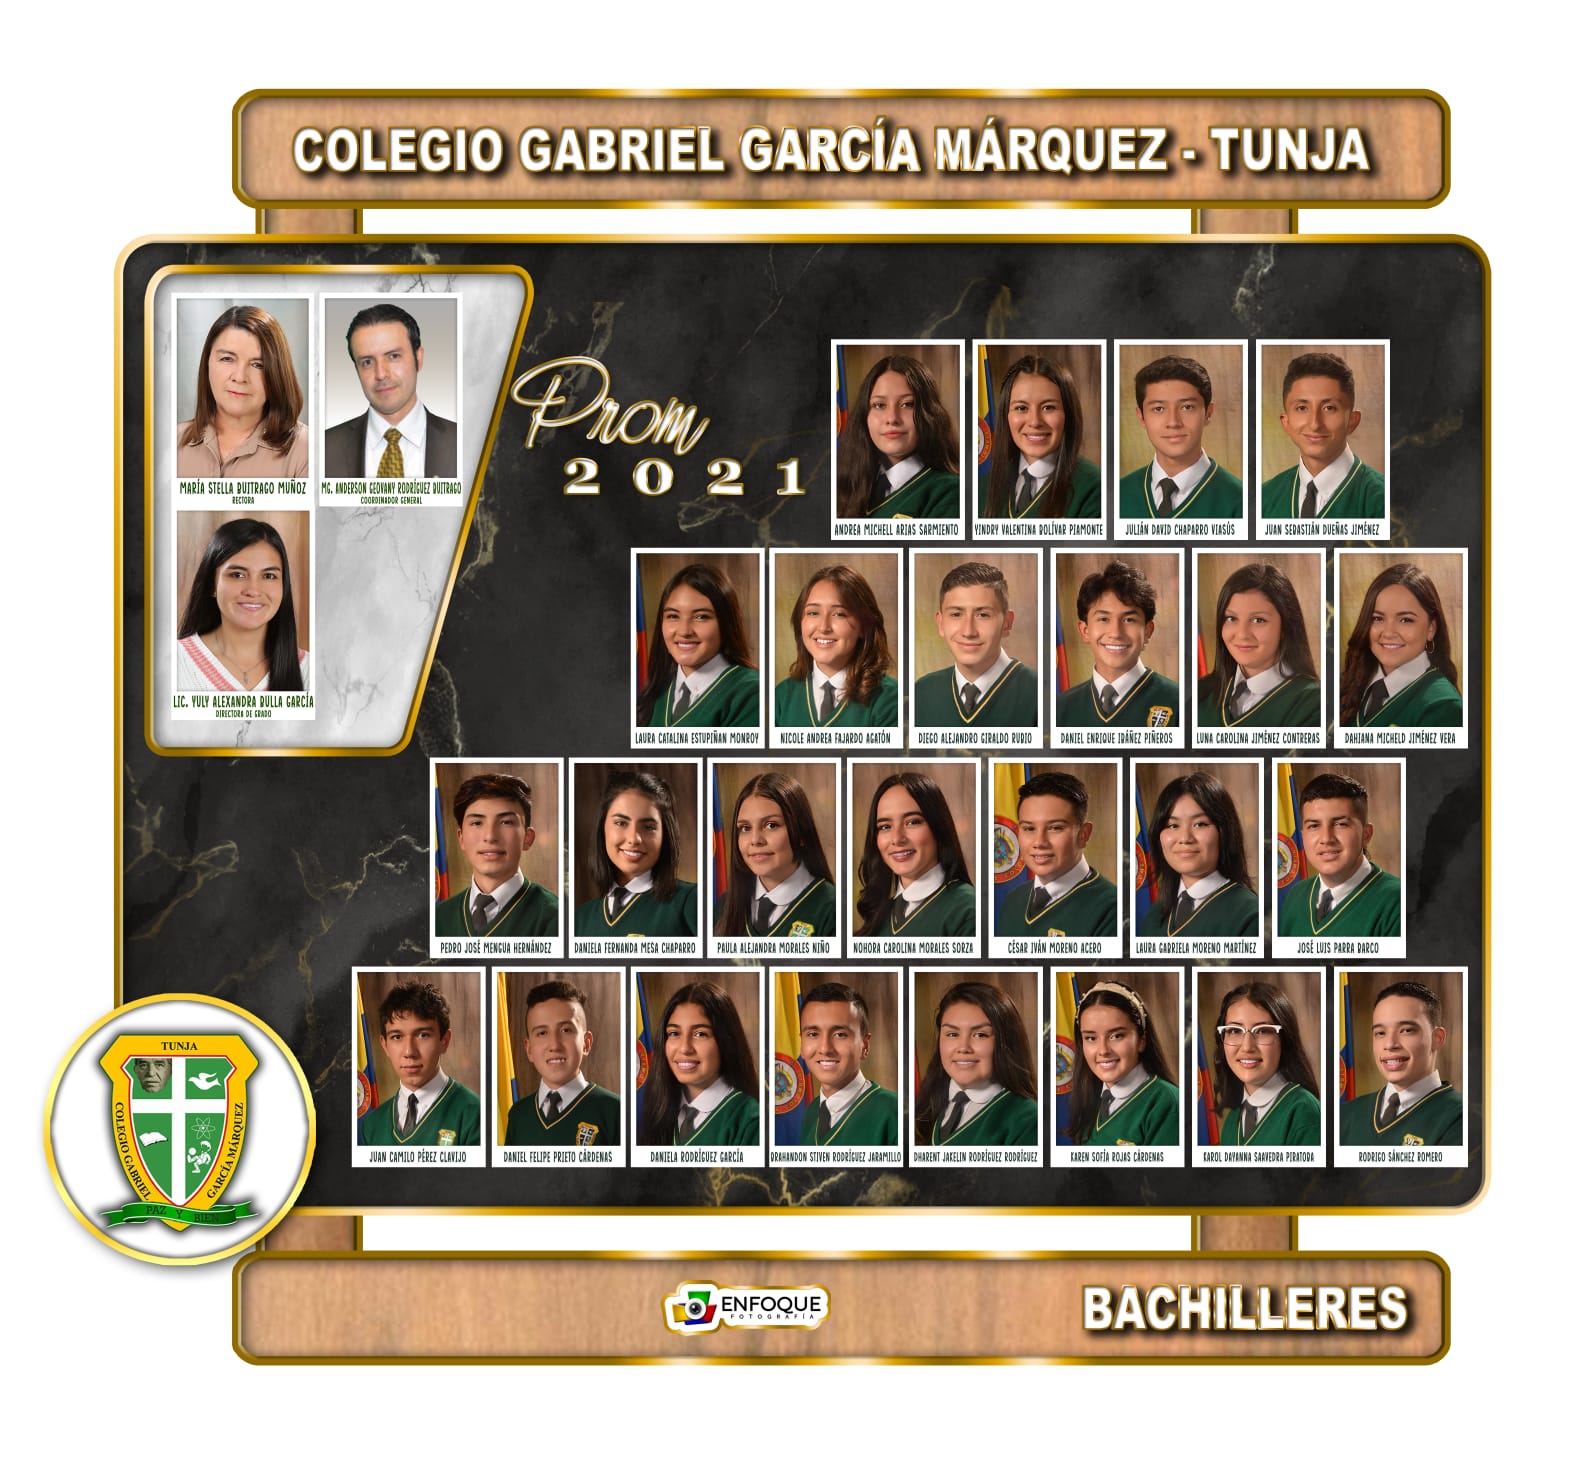 COLEGIO GABRIEL GARCÍA MÁRQUEZ - TUNJA
MARÍA STELLA BUITRAGO MUÑOZ
RECTORA
MG. ANDERSON GEOVANY RODRÍGUEZ BUITRAGO
COORDINADOR GENERAL
LIC. YULY ALEXANDRA BULLA GARCÍA
DIRECTORA DE GRADO
Prom
2021
ANDREA MICHELL ARIAS SARMIENTO
YINDRY VALENTINA BOLÍVAR PIAMONTE
JULIÁN DAVID CHAPARRO VIASÚS
JUAN SEBASTIÁN DUEÑAS JIMÉNEZ
LAURA CATALINA ESTUPIÑAN MONROY
NICOLE ANDREA FAJARDO AGATÓN
DIEGO ALEJANDRO GIRALDO RUBIO
DANIEL ENRIQUE IBÁÑEZ PIÑEROS
LUNA CAROLINA JIMÉNEZ CONTRERAS
DAHIANA MICHELD JIMÉNEZ VERA
PEDRO JOSÉ MENGUA HERNÁNDEZ
DANIELA FERNANDA MESA CHAPARRO
PAULA ALEJANDRA MORALES NIÑO
NOHORA CAROLINA MORALES SORZA
CÉSAR IVÁN MORENO ACERO
LAURA GABRIELA MORENO MARTÍNEZ
JOSÉ LUIS PARRA BARCO
JUAN CAMILO PÉREZ CLAVIJO
DANIEL FELIPE PRIETO CÁRDENAS
DANIELA RODRÍGUEZ GARCÍA
BRAHANDON STIVEN RODRÍGUEZ JARAMILLO
DHARENT JAKELIN RODRÍGUEZ RODRÍGUEZ
KAREN SOFÍA ROJAS CÁRDENAS
KAROL DAYANNA SAAVEDRA PIRATOBA
RODRIGO SÁNCHEZ ROMERO
TUNJA
COLEGIO GABRIEL
GARCÍA MÁRQUEZ
PAZ Y BIEN
ENFOQUE
FOTOGRAFÍA
BACHILLERES